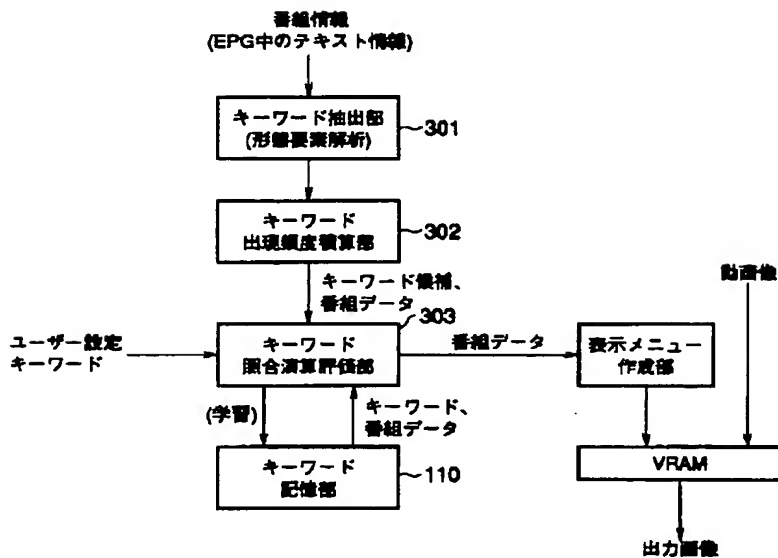 番組情報
(EPG中のテキスト情報)
キーワード抽出部
(形態要素解析)
301
キーワード
出現頻度積算部
302
キーワード候補、
番組データ
303
動画像
ユーザー設定
キーワード
キーワード
照合演算評価部
番組データ
表示メニュー
作成部
(学習)
キーワード、
番組データ
キーワード
記憶部
110
VRAM
出力画像